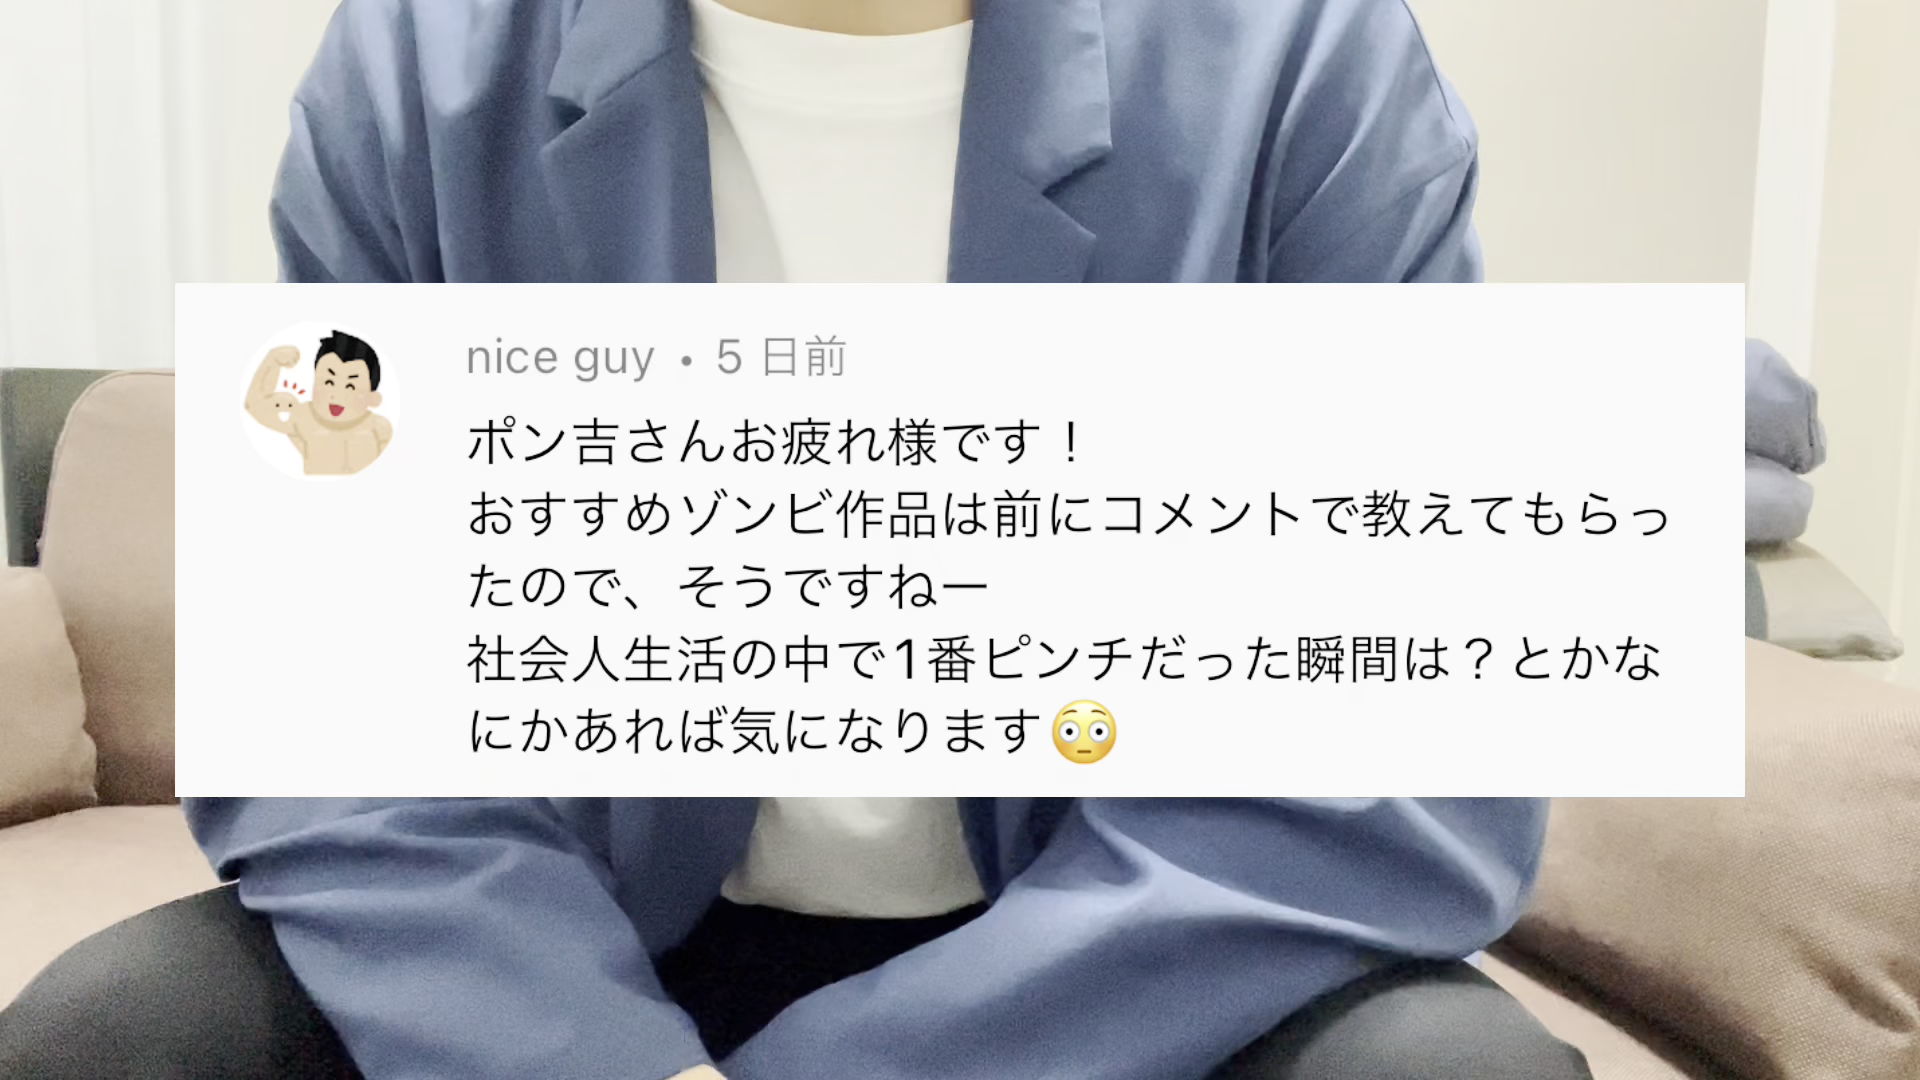 nice guy • 5 日前
ポン吉さんお疲れ様です！
おすすめゾンビ作品は前にコメントで教えてもらっ
たので、そうですねー
社会人生活の中で1番ピンチだった瞬間は？とかな
にかあれば気になります😳